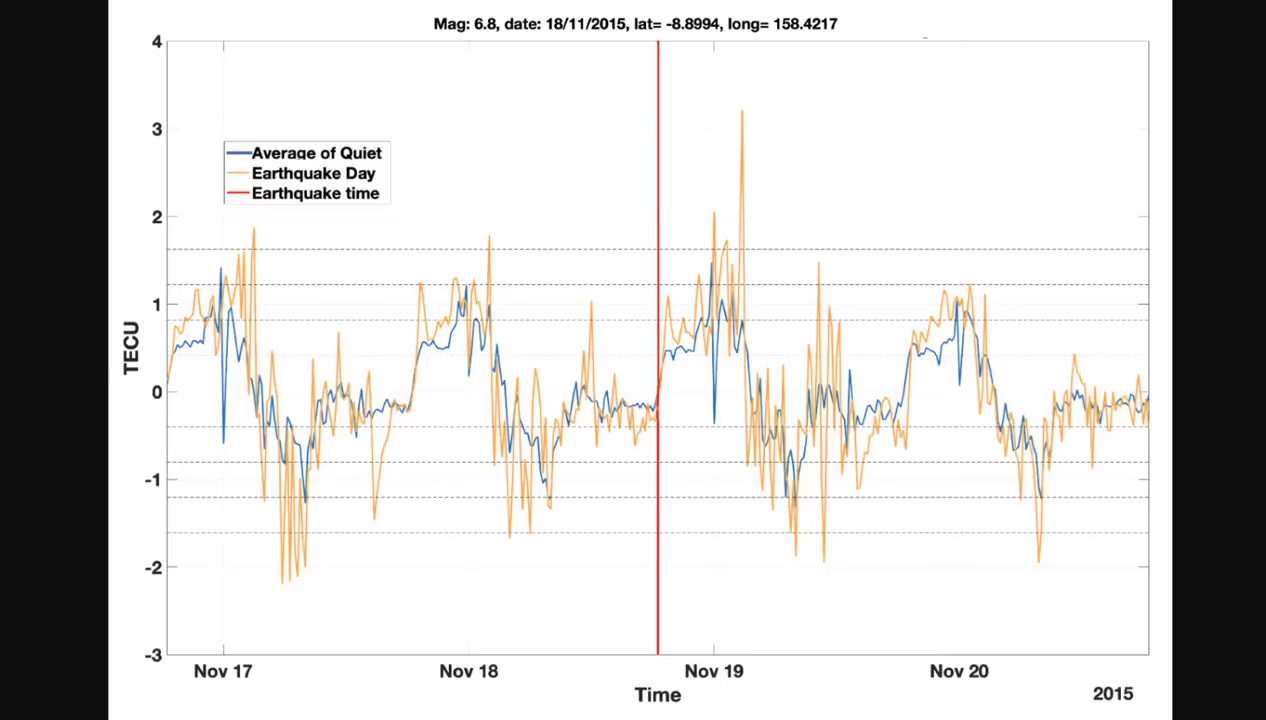 Mag: 6.8, date: 18/11/2015, lat= -8.8994, long= 158.4217
4
3
2
1
0
-1
-2
-3
TECU
Average of Quiet
Earthquake Day
Earthquake time
Nov 17
Nov 18
Nov 19
Nov 20
Time
2015